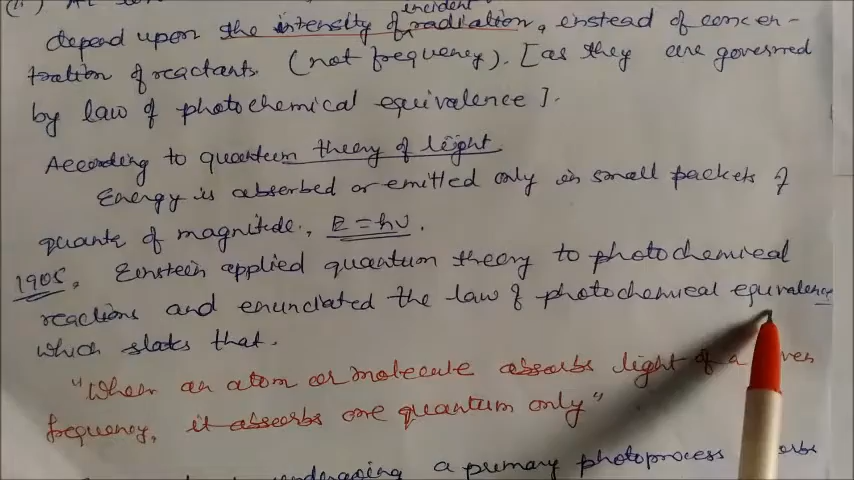 incident
depend upon the intensity of radiation, instead of concen-
tration of reactants. (not frequency). [as they are governed
by law of photochemical equivalence].
According to quantum theory of light
Energy is absorbed or emitted only in small packets of
quanta of magnitude., E = hν.
1905. Einstein applied quantum theory to photochemical
reactions and enunciated the law of photochemical equivalence
which states that.
"When an atom or molecule absorbs light of a
frequency, it absorbs one quantum only"
undergoing a primary photoprocess